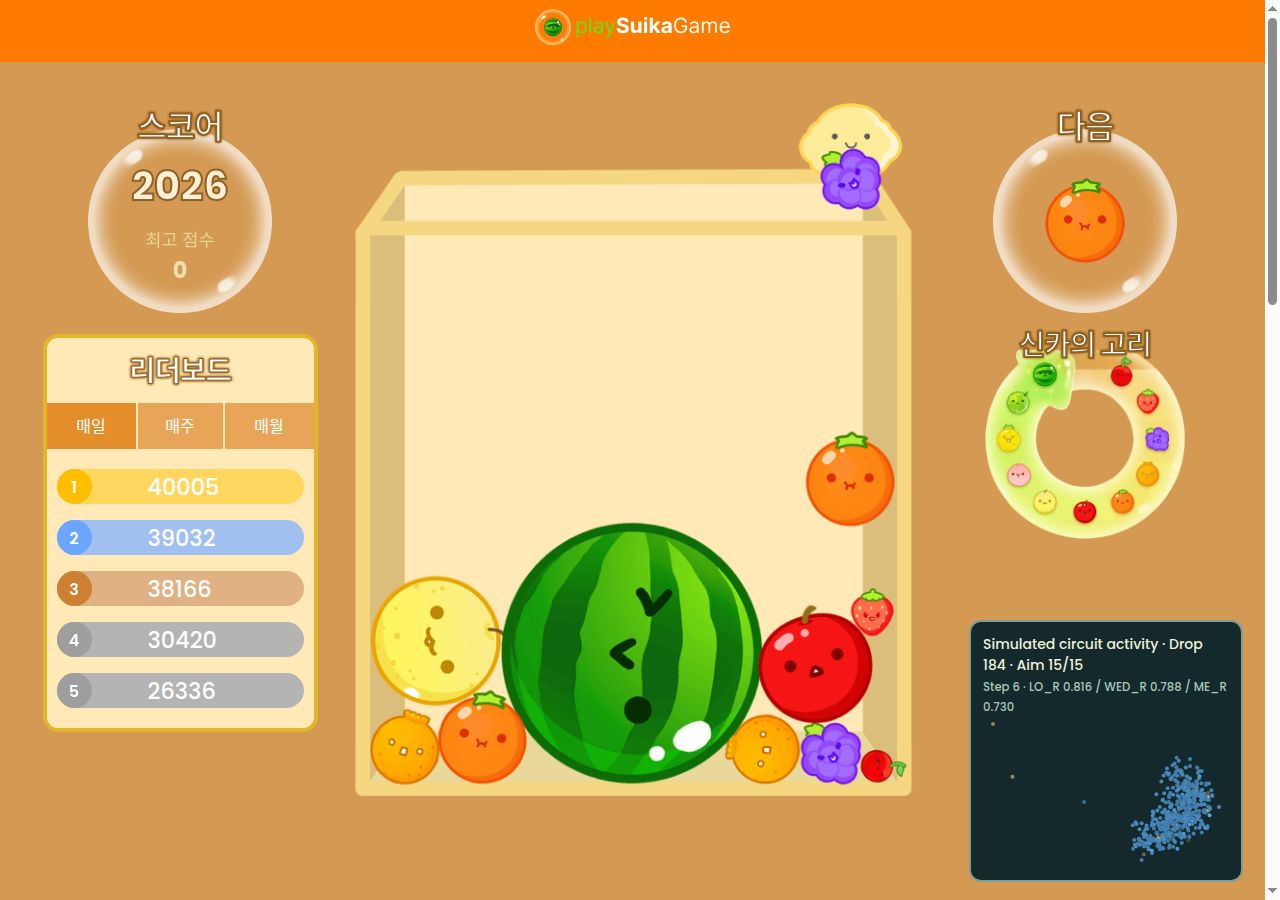 playSuikaGame
스코어
2026
최고 점수
0
다음
신카의 고리
리더보드
매일 매주 매월
1 40005
2 39032
3 38166
4 30420
5 26336
Simulated circuit activity · Drop
184 · Aim 15/15
Step 6 · LO_R 0.816 / WED_R 0.788 / ME_R
0.730